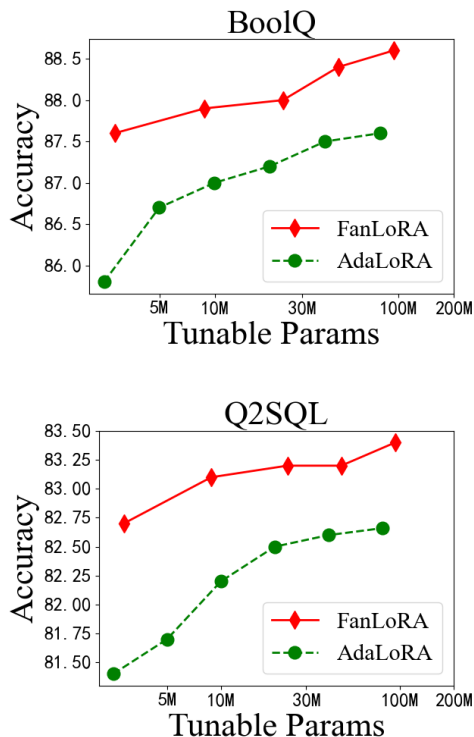 BoolQ
88.5
88.0
87.5
87.0
86.5
86.0
Accuracy
FanLoRA
AdaLoRA
5M 10M 30M 100M 200M
Tunable Params
Q2SQL
83.50
83.25
83.00
82.75
82.50
82.25
82.00
81.75
81.50
Accuracy
FanLoRA
AdaLoRA
5M 10M 30M 100M 200M
Tunable Params